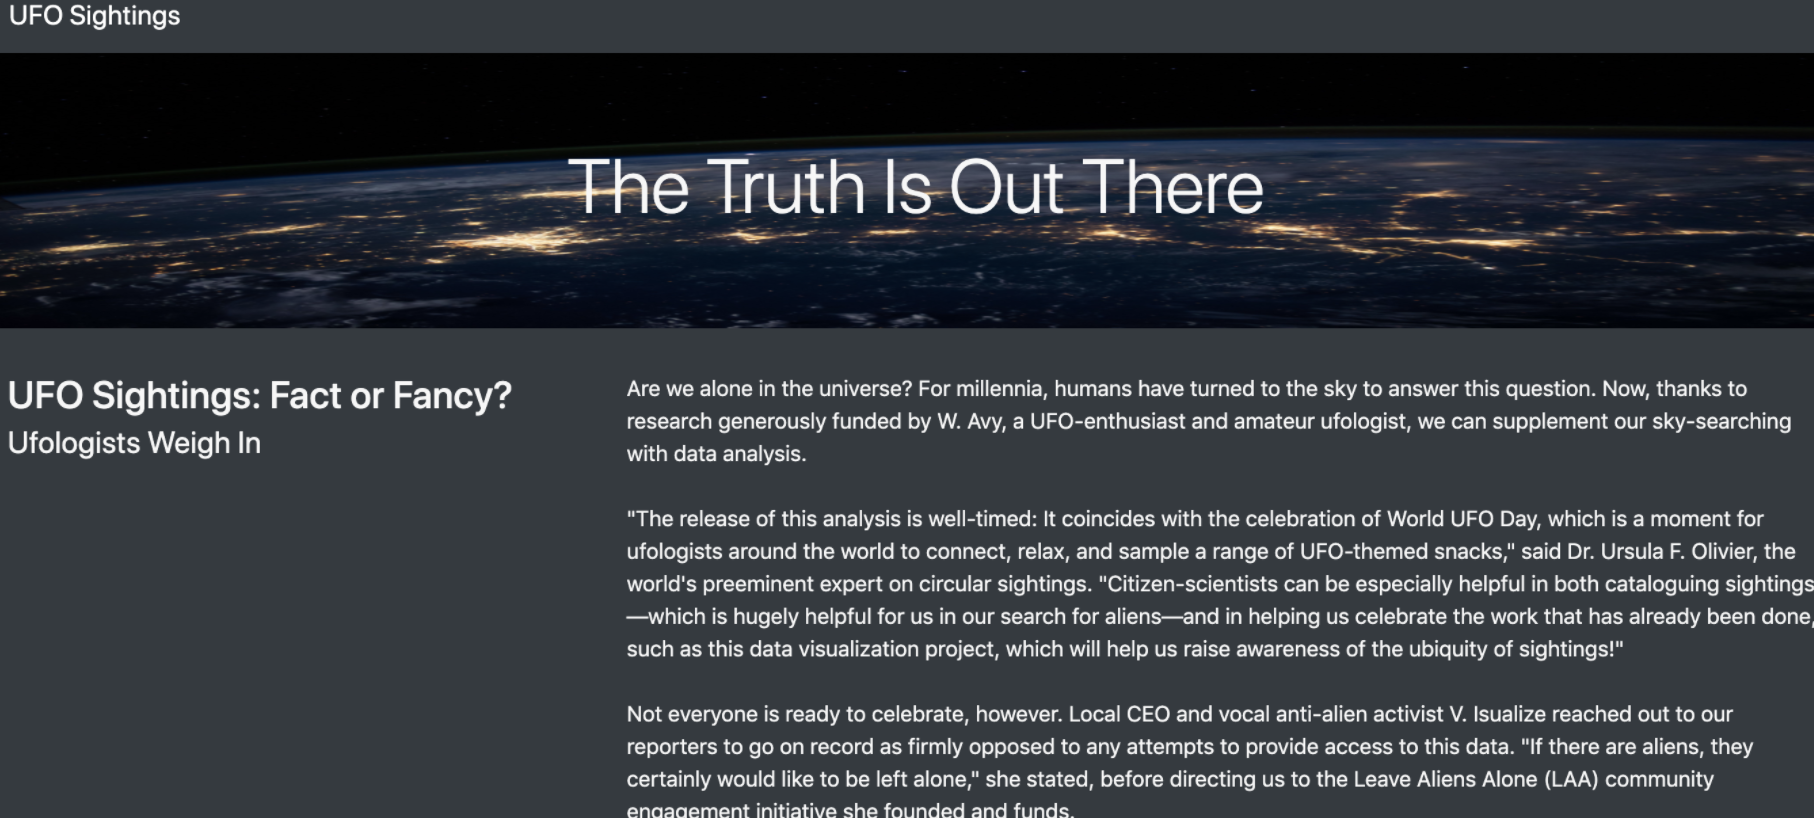 UFO Sightings
The Truth Is Out There
UFO Sightings: Fact or Fancy?
Ufologists Weigh In
Are we alone in the universe? For millennia, humans have turned to the sky to answer this question. Now, thanks to
research generously funded by W. Avy, a UFO-enthusiast and amateur ufologist, we can supplement our sky-searching
with data analysis.
"The release of this analysis is well-timed: It coincides with the celebration of World UFO Day, which is a moment for
ufologists around the world to connect, relax, and sample a range of UFO-themed snacks," said Dr. Ursula F. Olivier, the
world's preeminent expert on circular sightings. "Citizen-scientists can be especially helpful in both cataloguing sightings
—which is hugely helpful for us in our search for aliens—and in helping us celebrate the work that has already been done,
such as this data visualization project, which will help us raise awareness of the ubiquity of sightings!"
Not everyone is ready to celebrate, however. Local CEO and vocal anti-alien activist V. Isualize reached out to our
reporters to go on record as firmly opposed to any attempts to provide access to this data. "If there are aliens, they
certainly would like to be left alone," she stated, before directing us to the Leave Aliens Alone (LAA) community
engagement initiative she founded and funds.